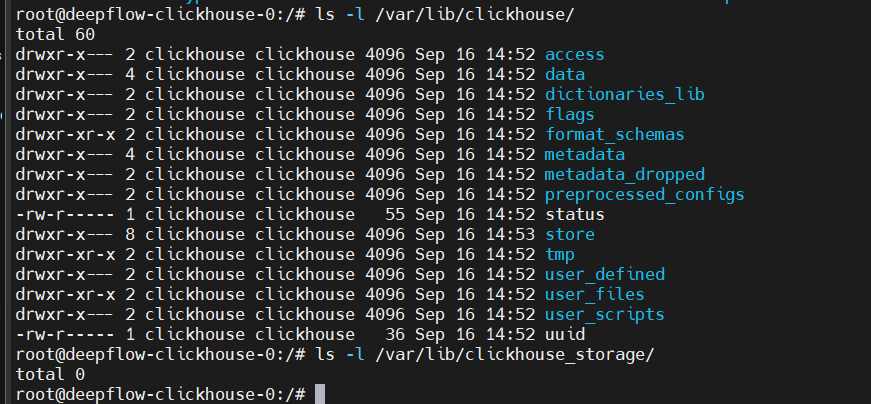 root@deepflow-clickhouse-0:/# ls -l /var/lib/clickhouse/
total 60
drwxr-x--- 2 clickhouse clickhouse 4096 Sep 16 14:52 access
drwxr-x--- 4 clickhouse clickhouse 4096 Sep 16 14:52 data
drwxr-x--- 2 clickhouse clickhouse 4096 Sep 16 14:52 dictionaries_lib
drwxr-x--- 2 clickhouse clickhouse 4096 Sep 16 14:52 flags
drwxr-xr-x 2 clickhouse clickhouse 4096 Sep 16 14:52 format_schemas
drwxr-x--- 4 clickhouse clickhouse 4096 Sep 16 14:52 metadata
drwxr-x--- 2 clickhouse clickhouse 4096 Sep 16 14:52 metadata_dropped
drwxr-x--- 2 clickhouse clickhouse 4096 Sep 16 14:52 preprocessed_configs
-rw-r----- 1 clickhouse clickhouse   55 Sep 16 14:52 status
drwxr-x--- 8 clickhouse clickhouse 4096 Sep 16 14:53 store
drwxr-xr-x 2 clickhouse clickhouse 4096 Sep 16 14:52 tmp
drwxr-x--- 2 clickhouse clickhouse 4096 Sep 16 14:52 user_defined
drwxr-xr-x 2 clickhouse clickhouse 4096 Sep 16 14:52 user_files
drwxr-x--- 2 clickhouse clickhouse 4096 Sep 16 14:52 user_scripts
-rw-r----- 1 clickhouse clickhouse   36 Sep 16 14:52 uuid
root@deepflow-clickhouse-0:/# ls -l /var/lib/clickhouse_storage/
total 0
root@deepflow-clickhouse-0:/#